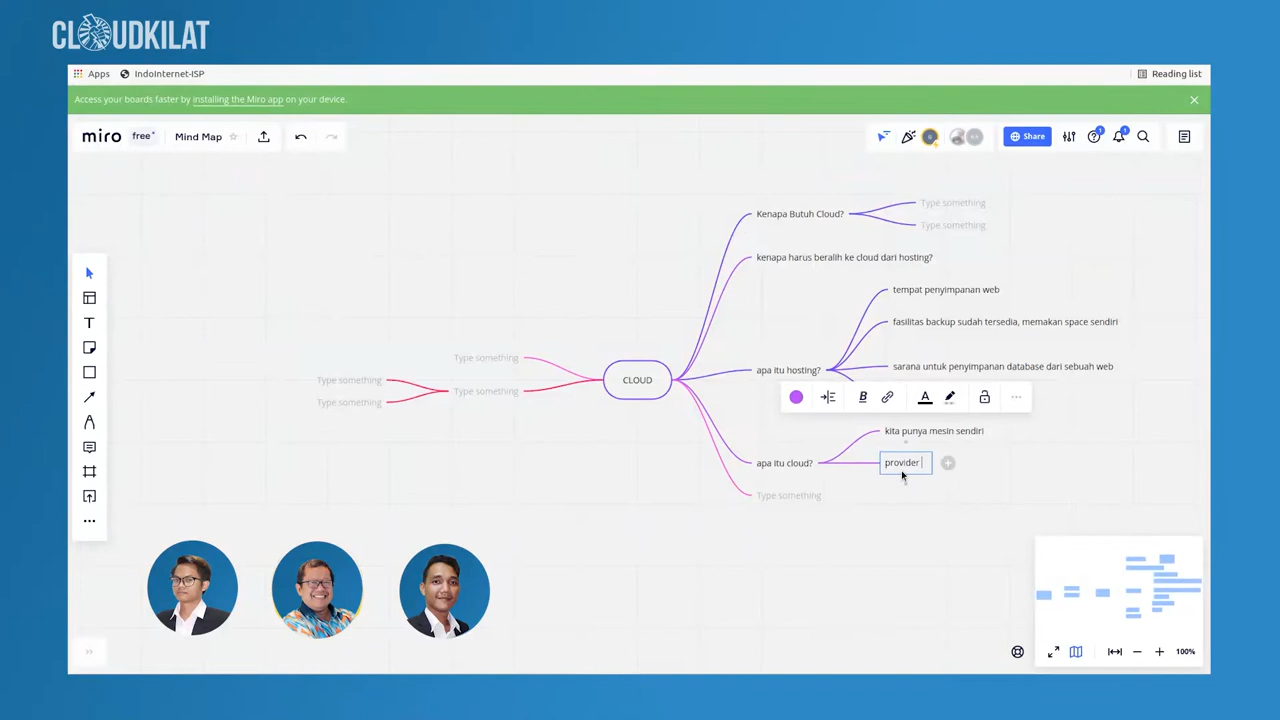 CLOUDKILAT
Apps
IndoInternet-ISP
Reading list
Access your boards faster by installing the Miro app on your device.
miro
free
Mind Map
Share
1
1
Kenapa Butuh Cloud?
Type something
Type something
kenapa harus beralih ke cloud dari hosting?
tempat penyimpanan web
fasilitas backup sudah tersedia, memakan space sendiri
apa itu hosting?
sarana untuk penyimpanan database dari sebuah web
Type something
Type something
Type something
Type something
CLOUD
B
A
kita punya mesin sendiri
apa itu cloud?
provider
Type something
100%